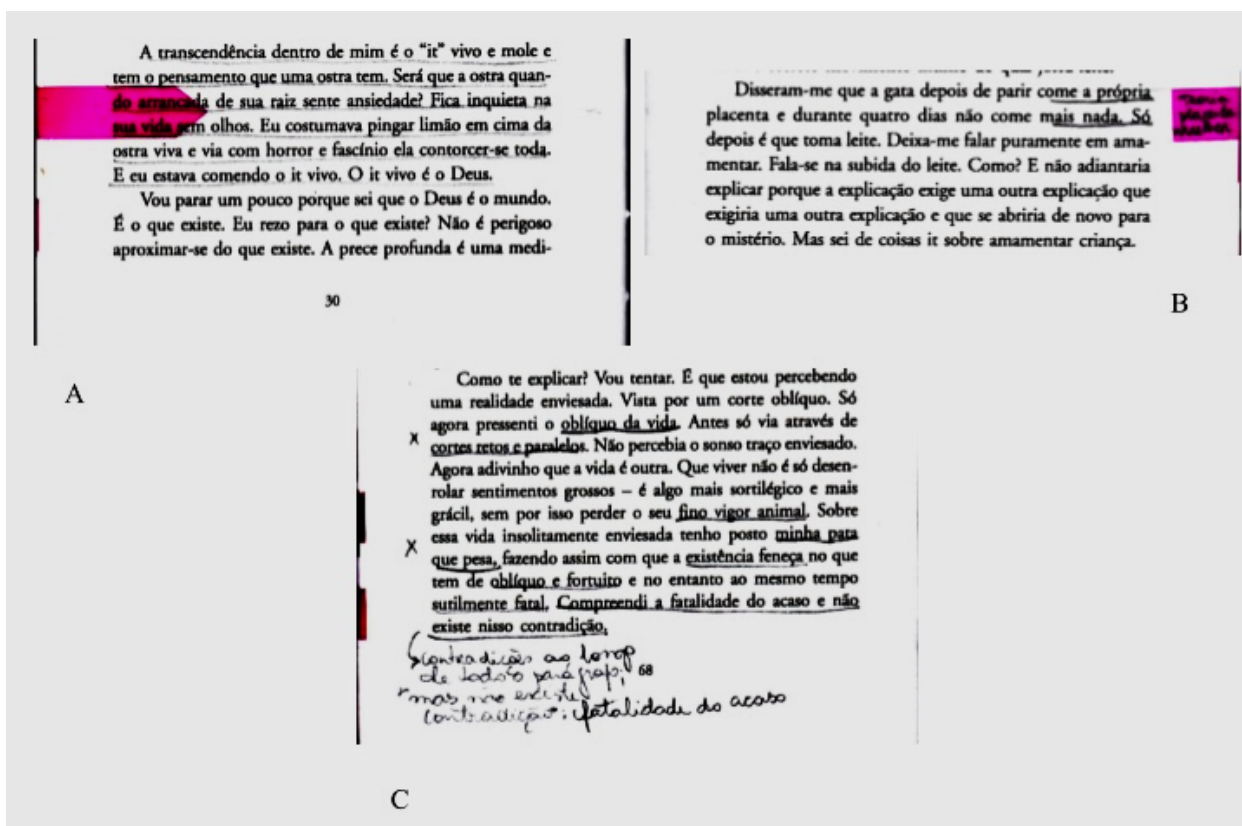 A transcendência dentro de mim é o “it” vivo e mole e
tem o pensamento que uma ostra tem. Será que a ostra quan-
do arrancada de sua raiz sente ansiedade? Fica inquieta na
sua vida sem olhos. Eu costumava pingar limão em cima da
ostra viva e via com horror e fascínio ela contorcer-se toda.
E eu estava comendo o it vivo. O it vivo é o Deus.
Vou parar um pouco porque sei que o Deus é o mundo.
É o que existe. Eu rezo para o que existe? Não é perigoso
aproximar-se do que existe. A prece profunda é uma medi-
30
A
Disseram-me que a gata depois de parir come a própria
placenta e durante quatro dias não come mais nada. Só
depois é que toma leite. Deixa-me falar puramente em ama-
mentar. Fala-se na subida do leite. Como? E não adiantaria
explicar porque a explicação exige uma outra explicação que
exigiria uma outra explicação e que se abriria de novo para
o mistério. Mas sei de coisas it sobre amamentar criança.
B
Como te explicar? Vou tentar. É que estou percebendo
uma realidade enviesada. Vista por um corte oblíquo. Só
agora pressenti o oblíquo da vida. Antes só via através de
x cortes retos e paralelos. Não percebia o sonso traço enviesado.
Agora adivinho que a vida é outra. Que viver não é só desen-
rolar sentimentos grossos – é algo mais sortilégico e mais
grácil, sem por isso perder o seu fino vigor animal. Sobre
x essa vida insolitamente enviesada tenho posto minha pata
que pesa, fazendo assim com que a existência feneça no que
tem de oblíquo e fortuito e no entanto ao mesmo tempo
sutilmente fatal. Compreendi a fatalidade do acaso e não
existe nisso contradição.
contradições ao longo
de todo o parágrafo, 68
"mas não existe
contradição": fatalidade do acaso
C